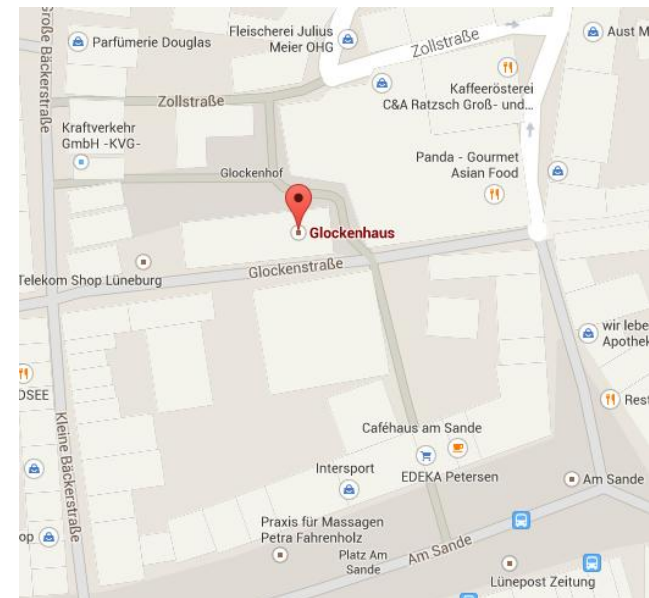 Große Bäckerstraße
Parfümerie Douglas
Fleischerei Julius
Meier OHG
Zollstraße
Aust M
Kaffeerösterei
C&A Ratzsch Groß- und...
Zollstraße
Kraftverkehr
GmbH -KVG-
Panda - Gourmet
Asian Food
Glockenhof
Glockenhaus
Glockenstraße
Telekom Shop Lüneburg
wir lebe
Apothek
DSEE
Rest
Kleine Bäckerstraße
Caféhaus am Sande
Intersport
EDEKA Petersen
Am Sande
op
Praxis für Massagen
Petra Fahrenholz
Platz Am
Sande
Am Sande
Lünepost Zeitung